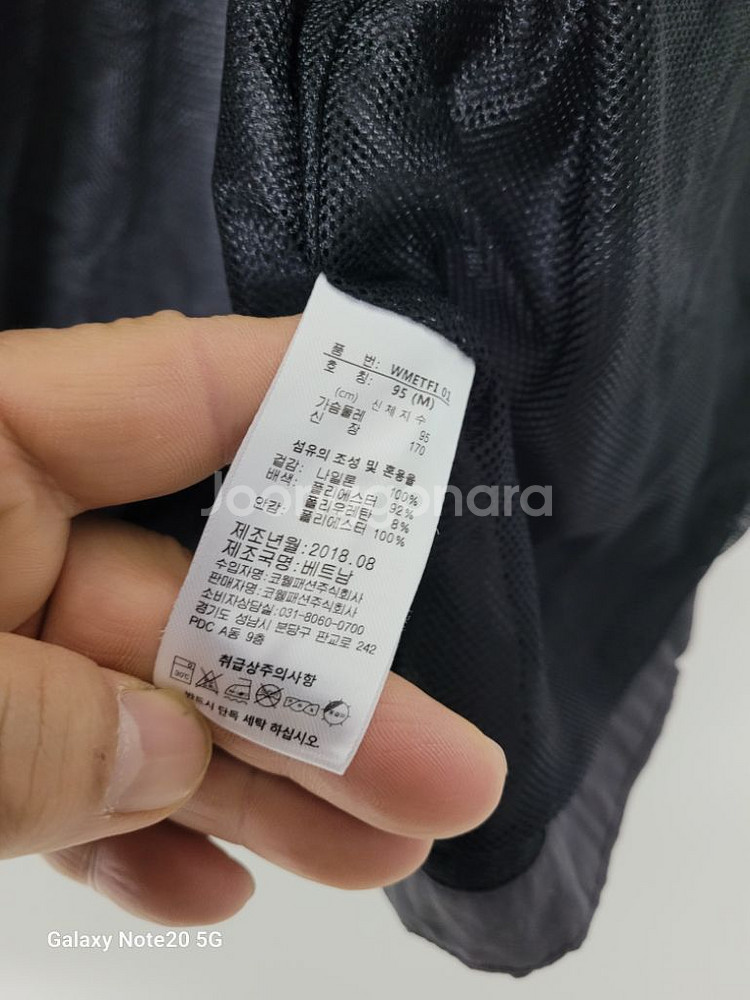 품 번: WMETFI 01
호 칭: 95 (M)
(cm) 신체지수
가슴둘레 95
신 장 170
섬유의 조성 및 혼용율
겉감: 나일론 100%
배색: 폴리에스터 92%
폴리우레탄 8%
안감: 폴리에스터 100%
제조년월:2018.08
제조국명:베트남
수입자명:코웰패션주식회사
판매자명:코웰패션주식회사
소비자상담실:031-8060-0700
경기도 성남시 분당구 판교로 242
PDC A동 9층
취급상주의사항
30℃
반드시 단독 세탁 하십시오
Joonggonara
Galaxy Note20 5G